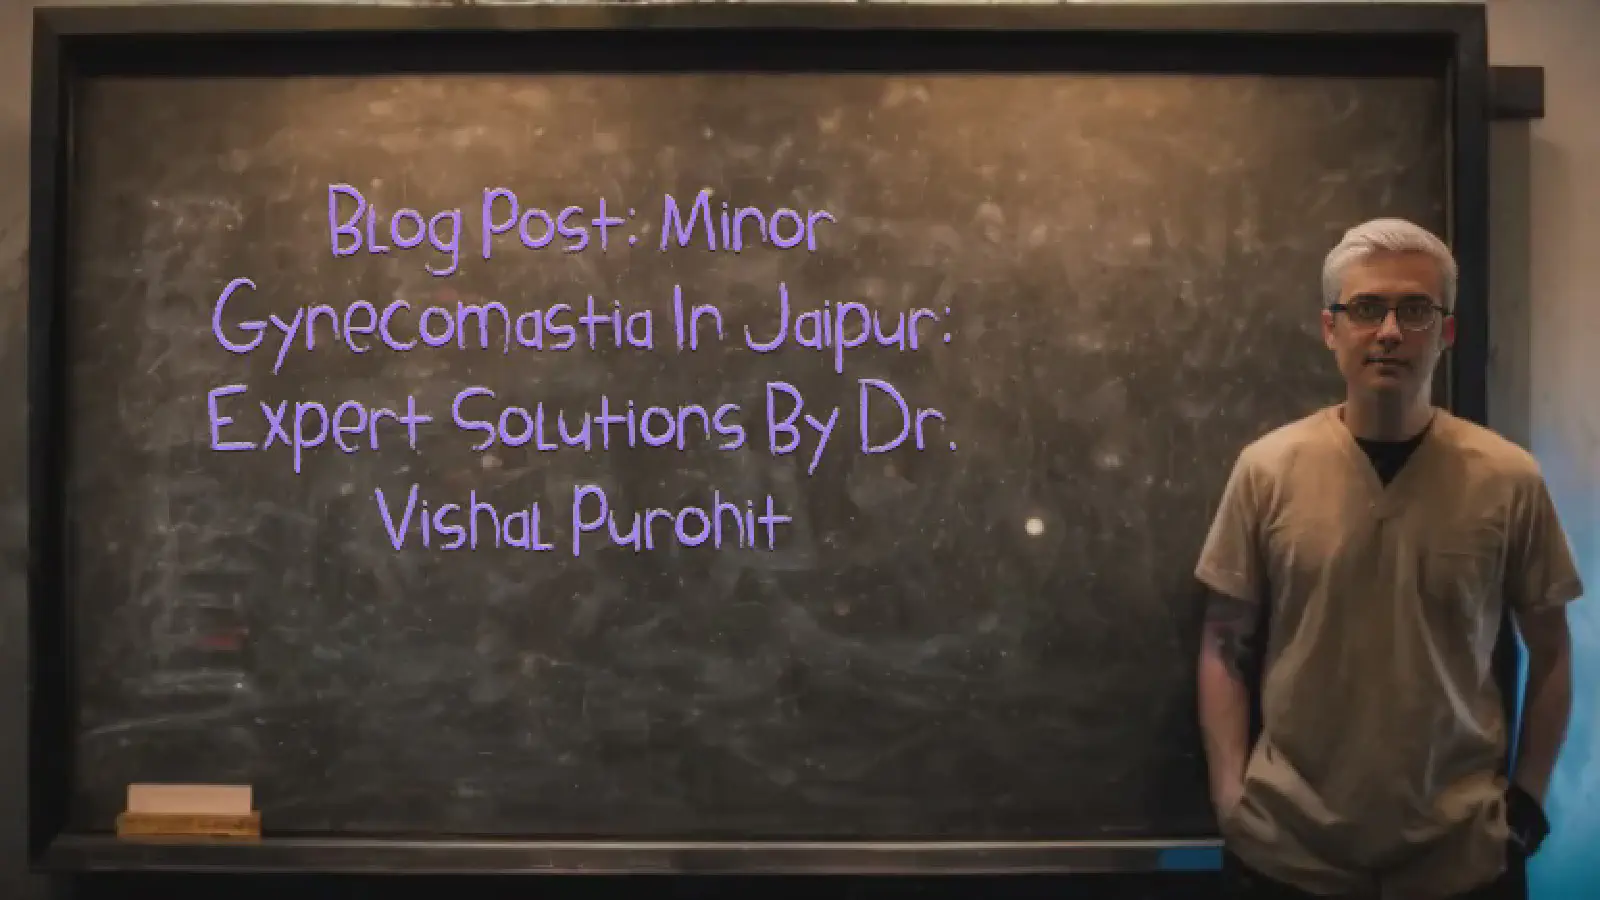 Blog Post: Minor
Gynecomastia In Jaipur:
Expert Solutions By Dr.
Vishal Purohit